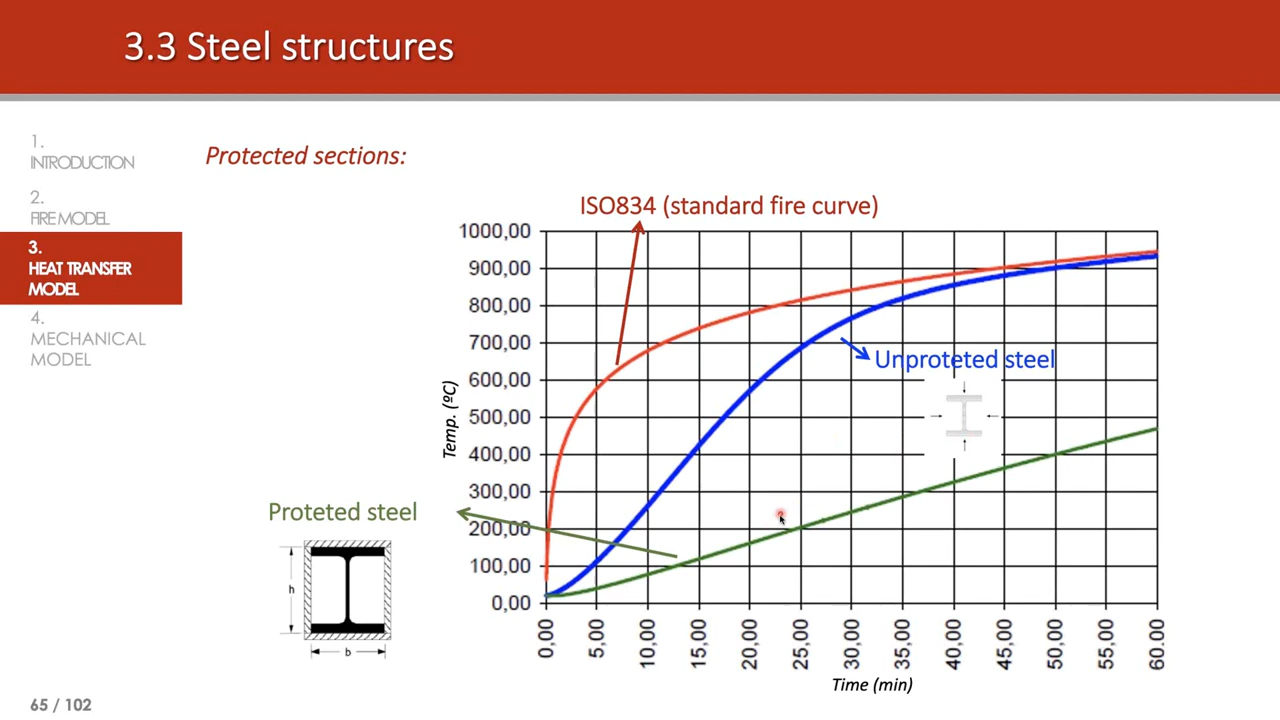 3.3 Steel structures
1.
INTRODUCTION
2.
FIRE MODEL
3.
HEAT TRANSFER
MODEL
4.
MECHANICAL
MODEL
Protected sections:
ISO834 (standard fire curve)
1000,00
900,00
800,00
700,00
600,00
500,00
400,00
300,00
200,00
100,00
0,00
Temp. (ºC)
Unproteted steel
Proteted steel
h
b
0,00
5,00
10,00
15,00
20,00
25,00
30,00
35,00
40,00
45,00
50,00
55,00
60.00
Time (min)
65 / 102